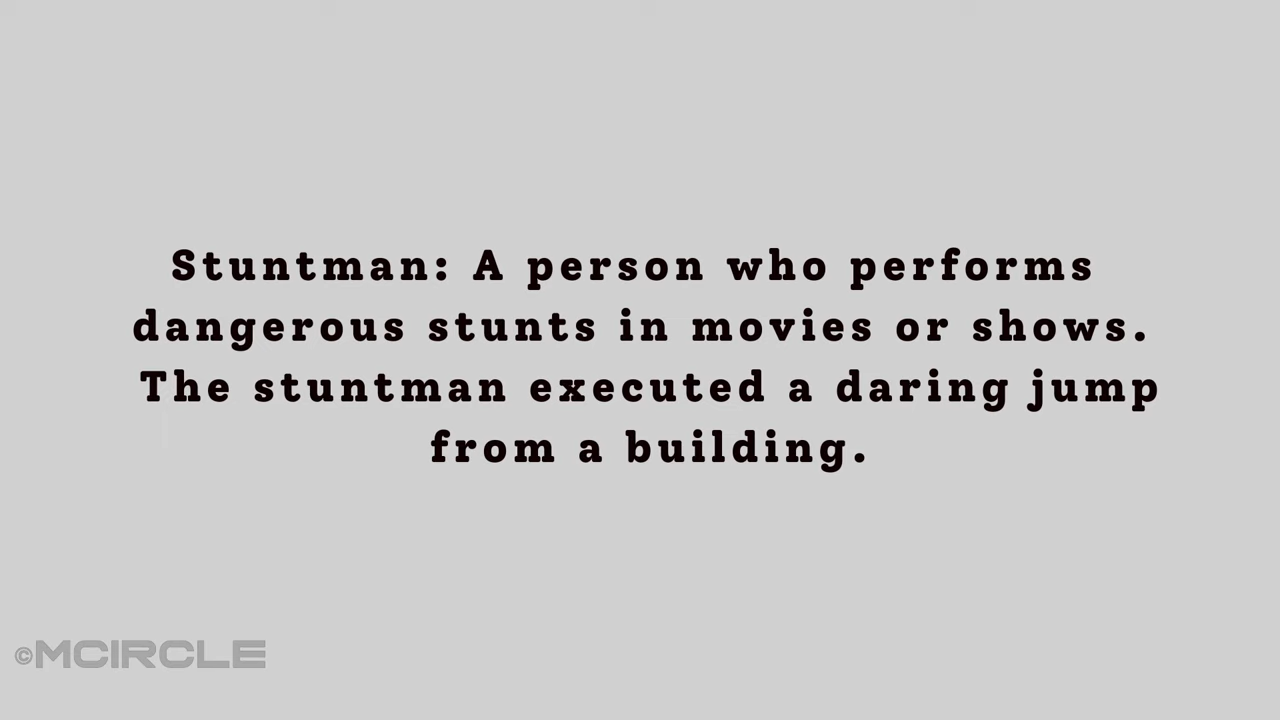 Stuntman: A person who performs
dangerous stunts in movies or shows.
The stuntman executed a daring jump
from a building.
©MCIRCLE